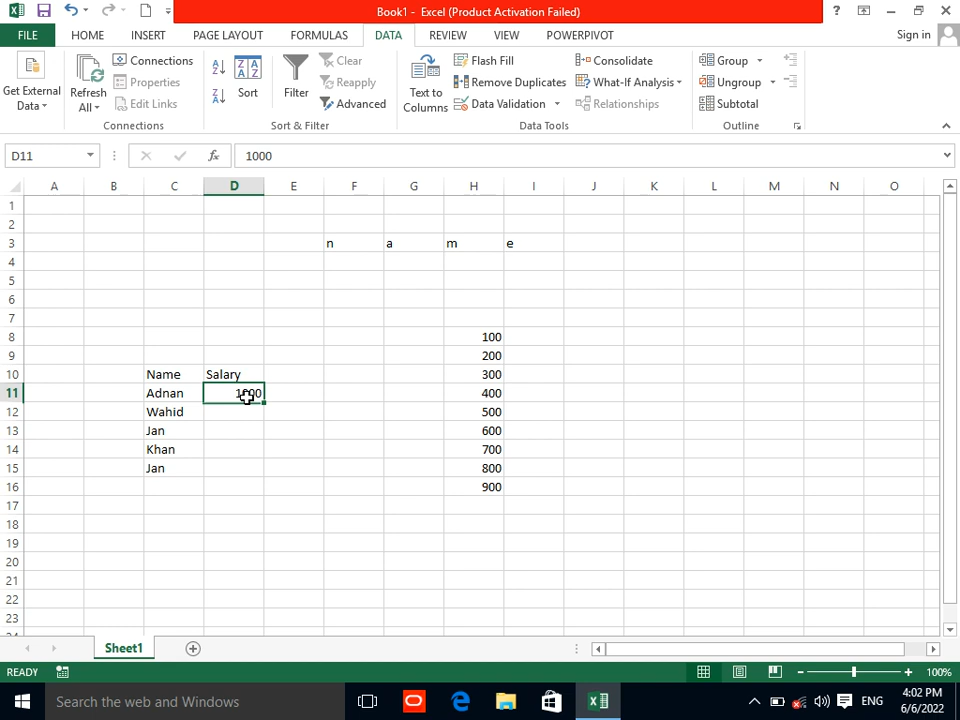 Book1 - Excel (Product Activation Failed)
?
FILE HOME INSERT PAGE LAYOUT FORMULAS DATA REVIEW VIEW POWERPIVOT Sign in
Get External Data
Refresh All
Connections
Properties
Edit Links
Connections
Sort
Filter
Clear
Reapply
Advanced
Sort & Filter
Text to Columns
Flash Fill
Remove Duplicates
Data Validation
Consolidate
What-If Analysis
Relationships
Data Tools
Group
Ungroup
Subtotal
Outline
D11 fx 1000
A B C D E F G H I J K L M N O
1
2
3 n a m e
4
5
6
7
8 100
9 200
10 Name Salary 300
11 Adnan 1000 400
12 Wahid 500
13 Jan 600
14 Khan 700
15 Jan 800
16 900
17
18
19
20
21
22
23
24
Sheet1
READY 100%
Search the web and Windows
ENG
4:02 PM
6/6/2022